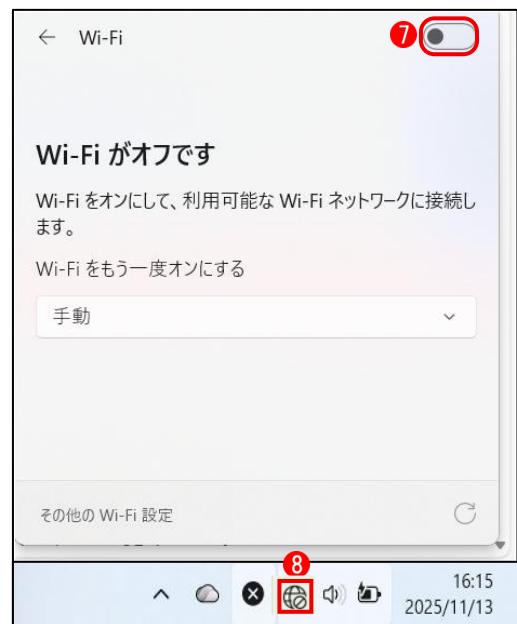 Wi-Fi
7
Wi-Fi がオフです
Wi-Fi をオンにして、利用可能な Wi-Fi ネットワークに接続し
ます。
Wi-Fi をもう一度オンにする
手動
その他の Wi-Fi 設定
8
16:15
2025/11/13